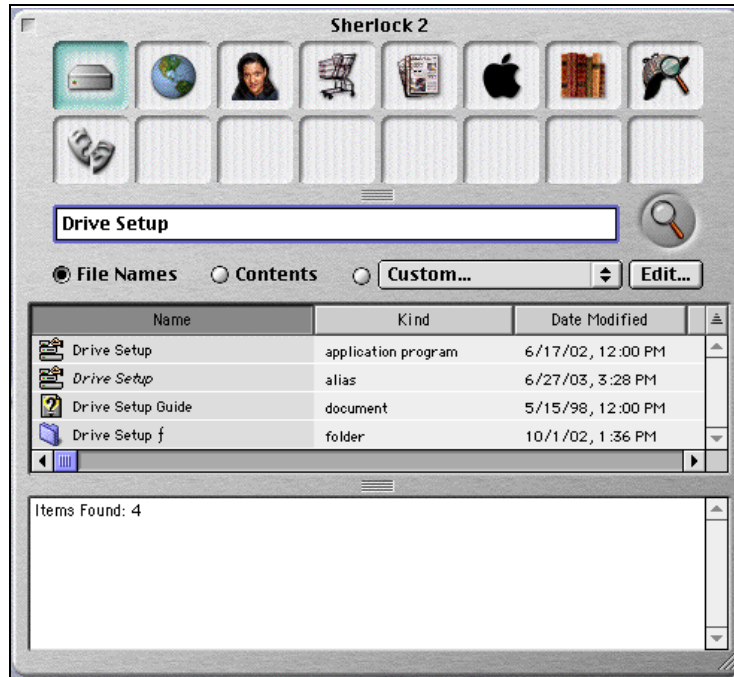 Sherlock 2
Drive Setup
File Names Contents Custom... Edit...
Name Kind Date Modified
Drive Setup application program 6/17/02, 12:00 PM
Drive Setup alias 6/27/03, 3:28 PM
Drive Setup Guide document 5/15/98, 12:00 PM
Drive Setup ƒ folder 10/1/02, 1:36 PM
Items Found: 4